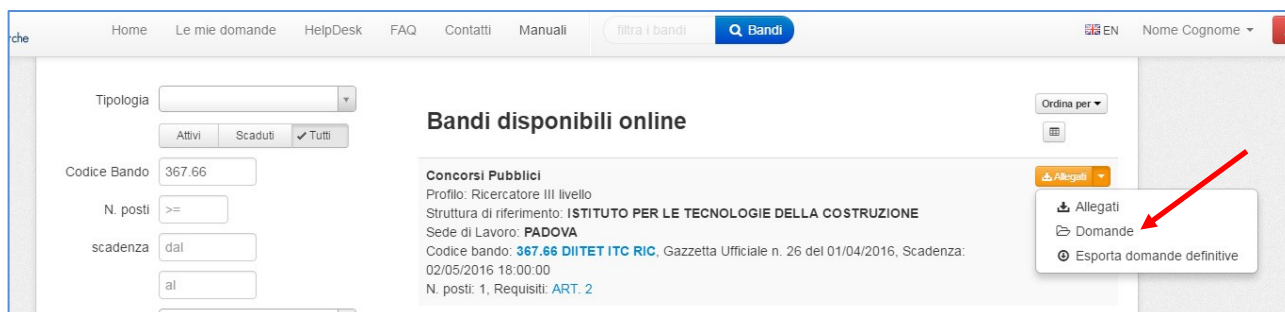 rche Home Le mie domande HelpDesk FAQ Contatti Manuali filtra i bandi Bandi EN Nome Cognome
Tipologia
Attivi Scaduti Tutti
Codice Bando 367.66
N. posti >=
scadenza dal
al
Bandi disponibili online
Ordina per
Concorsi Pubblici
Profilo: Ricercatore III livello
Struttura di riferimento: ISTITUTO PER LE TECNOLOGIE DELLA COSTRUZIONE
Sede di Lavoro: PADOVA
Codice bando: 367.66 DIITET ITC RIC, Gazzetta Ufficiale n. 26 del 01/04/2016, Scadenza:
02/05/2016 18:00:00
N. posti: 1, Requisiti: ART. 2
Allegati
Allegati
Domande
Esporta domande definitive